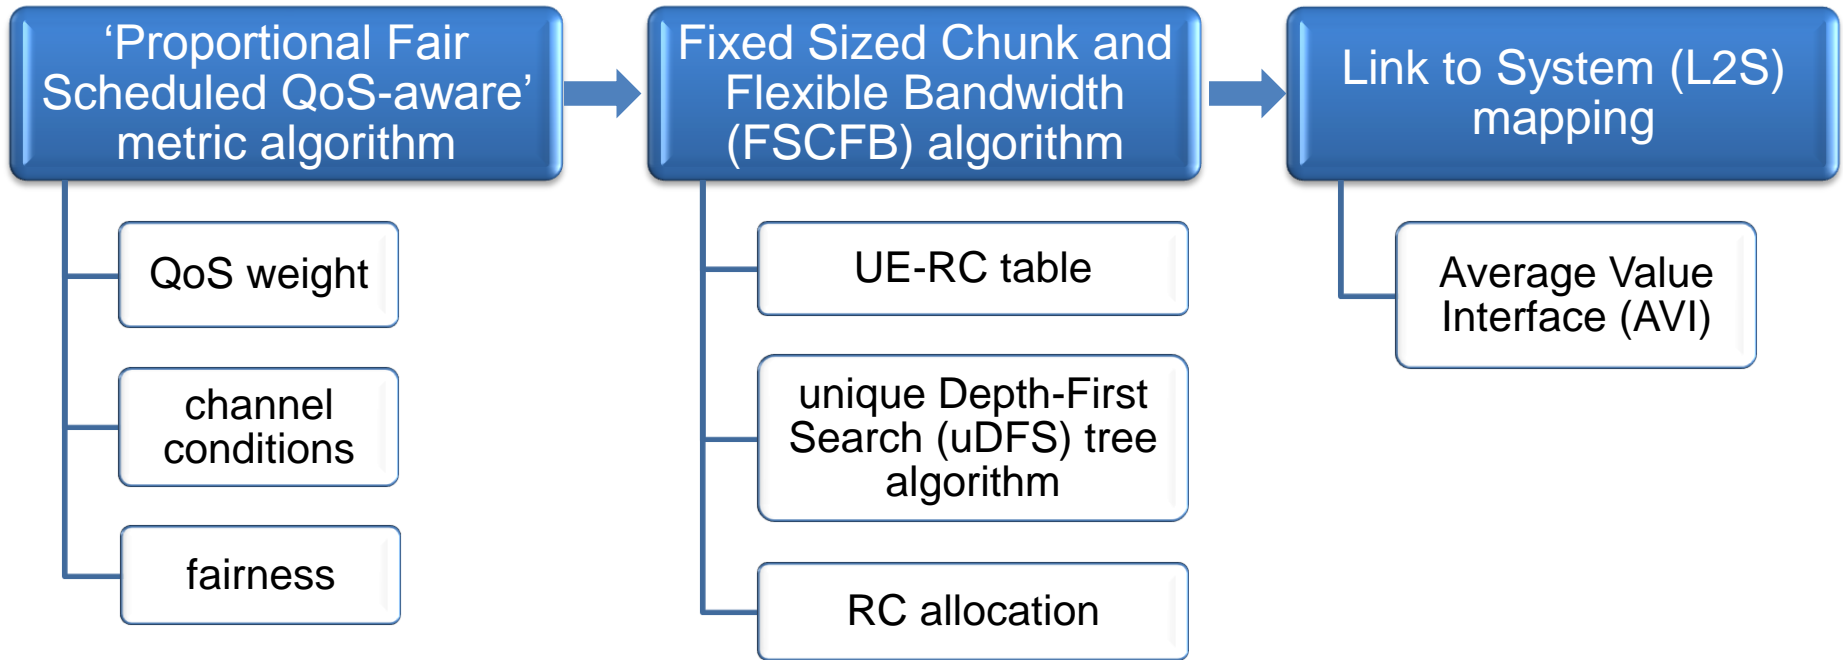 ‘Proportional Fair
Scheduled QoS-aware’
metric algorithm
QoS weight
channel
conditions
fairness
Fixed Sized Chunk and
Flexible Bandwidth
(FSCFB) algorithm
UE-RC table
unique Depth-First
Search (uDFS) tree
algorithm
RC allocation
Link to System (L2S)
mapping
Average Value
Interface (AVI)